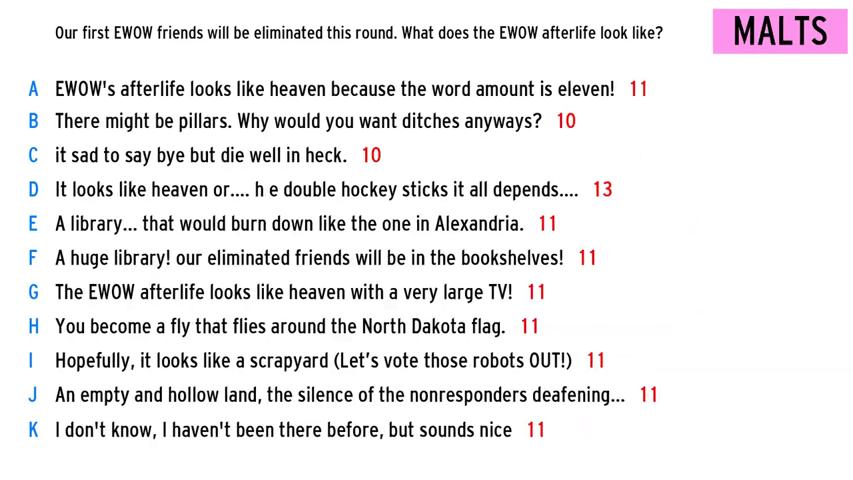 Our first EWOW friends will be eliminated this round. What does the EWOW afterlife look like?
MALTS
A EWOW's afterlife looks like heaven because the word amount is eleven! 11
B There might be pillars. Why would you want ditches anyways? 10
C it sad to say bye but die well in heck. 10
D It looks like heaven or.... h e double hockey sticks it all depends.... 13
E A library... that would burn down like the one in Alexandria. 11
F A huge library! our eliminated friends will be in the bookshelves! 11
G The EWOW afterlife looks like heaven with a very large TV! 11
H You become a fly that flies around the North Dakota flag. 11
I Hopefully, it looks like a scrapyard (Let’s vote those robots OUT!) 11
J An empty and hollow land, the silence of the nonresponders deafening... 11
K I don't know, I haven't been there before, but sounds nice 11